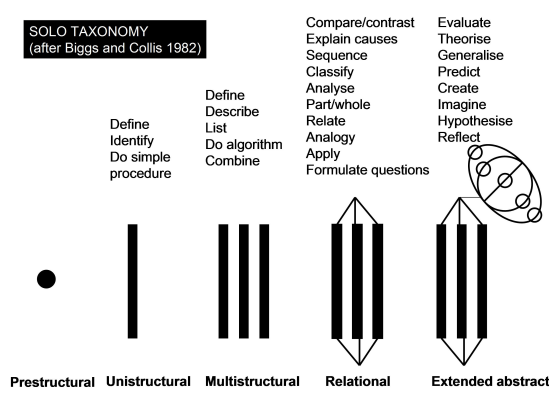 SOLO TAXONOMY
(after Biggs and Collis 1982)
Define
Identify
Do simple
procedure
Define
Describe
List
Do algorithm
Combine
Compare/contrast
Explain causes
Sequence
Classify
Analyse
Part/whole
Relate
Analogy
Apply
Formulate questions
Evaluate
Theorise
Generalise
Predict
Create
Imagine
Hypothesise
Reflect
Prestructural
Unistructural
Multistructural
Relational
Extended abstract